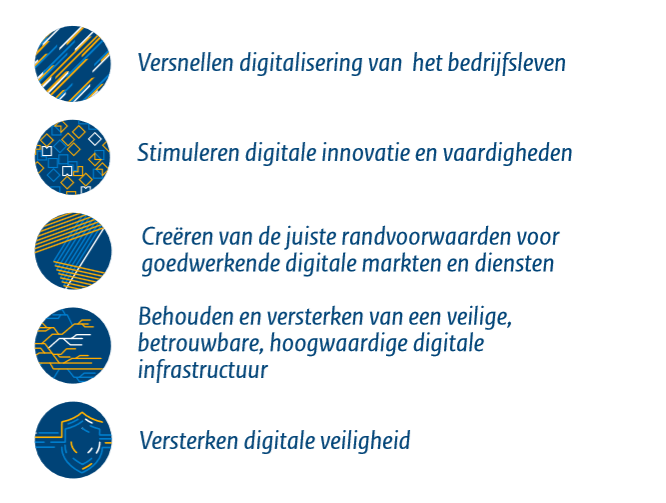 Versnellen digitalisering van  het bedrijfsleven
Stimuleren digitale innovatie en vaardigheden
Creëren van de juiste randvoorwaarden voor
goedwerkende digitale markten en diensten
Behouden en versterken van een veilige,
betrouwbare, hoogwaardige digitale
infrastructuur
Versterken digitale veiligheid